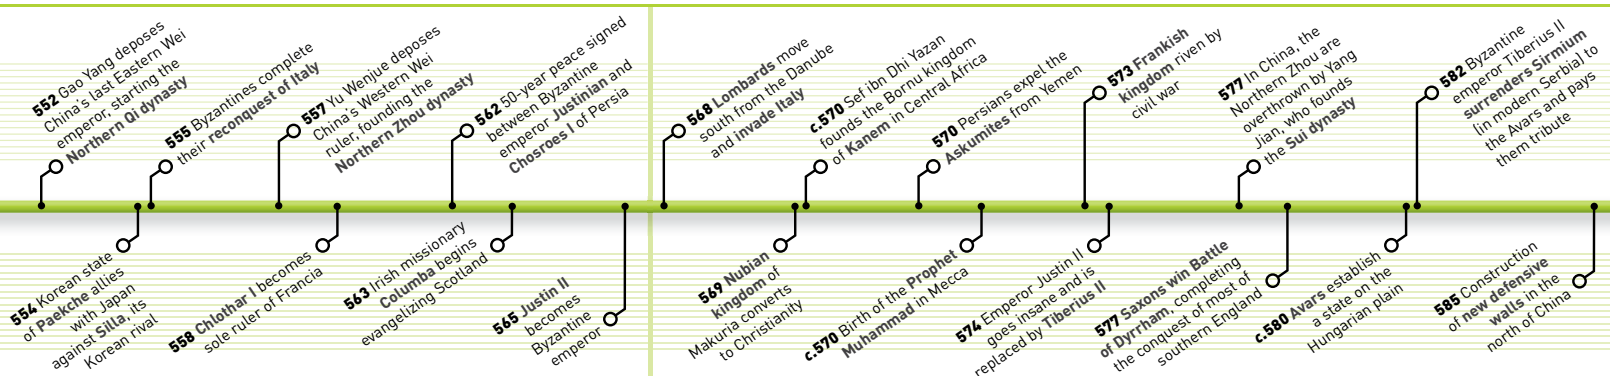 552 Gao Yang deposes
China's last Eastern Wei
emperor, starting the
Northern Qi dynasty
554 Korean state
of Paekche allies
with Japan
against Silla, its
Korean rival
555 Byzantines complete
their reconquest of Italy
557 Yu Wenjue deposes
China's Western Wei
ruler, founding the
Northern Zhou dynasty
558 Chlothar I becomes
sole ruler of Francia
562 50-year peace signed
between Byzantine
emperor Justinian and
Chosroes I of Persia
563 Irish missionary
Columba begins
evangelizing Scotland
565 Justin II
becomes
Byzantine
emperor
568 Lombards move
south from the Danube
and invade Italy
569 Nubian
kingdom of
Makuria converts
to Christianity
c.570 Sef ibn Dhi Yazan
founds the Bornu kingdom
of Kanem in Central Africa
c.570 Birth of the Prophet
Muhammad in Mecca
570 Persians expel the
Askumites from Yemen
573 Frankish
kingdom riven by
civil war
574 Emperor Justin II
goes insane and is
replaced by Tiberius II
577 In China, the
Northern Zhou are
overthrown by Yang
Jian, who founds
the Sui dynasty
577 Saxons win Battle
of Dyrrham, completing
the conquest of most of
southern England
c.580 Avars establish
a state on the
Hungarian plain
582 Byzantine
emperor Tiberius II
surrenders Sirmium
(in modern Serbia) to
the Avars and pays
them tribute
585 Construction
of new defensive
walls in the
north of China